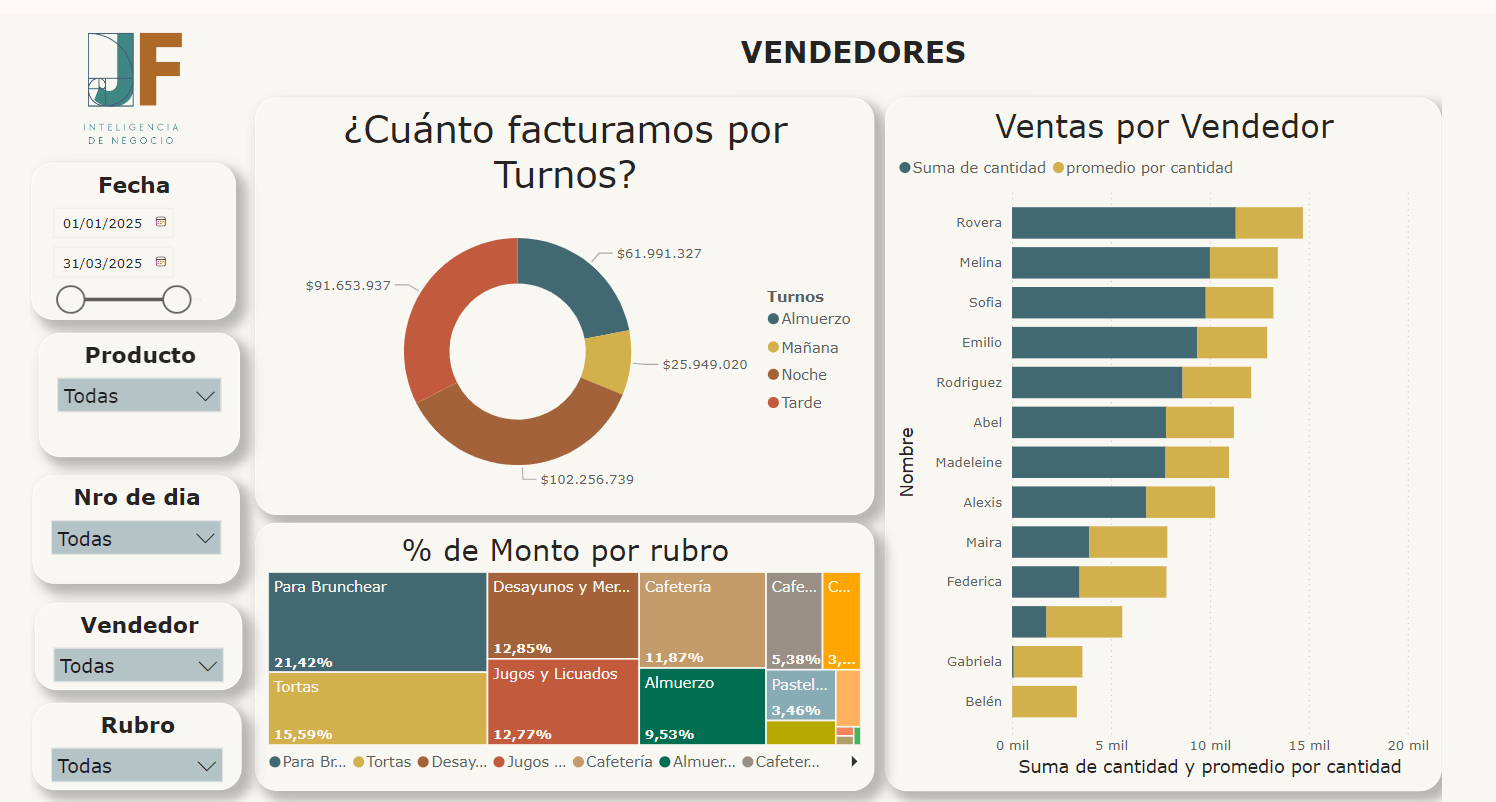 JF
INTELIGENCIA
DE NEGOCIO
VENDEDORES
Fecha
01/01/2025
31/03/2025
Producto
Todas
Nro de dia
Todas
Vendedor
Todas
Rubro
Todas
¿Cuánto facturamos por
Turnos?
$61.991.327
$91.653.937
$25.949.020
$102.256.739
Turnos
Almuerzo
Mañana
Noche
Tarde
% de Monto por rubro
Para Brunchear
21,42%
Tortas
15,59%
Desayunos y Mer...
12,85%
Jugos y Licuados
12,77%
Cafetería
11,87%
Almuerzo
9,53%
Cafe...
5,38%
C...
3,...
Pastel...
3,46%
Para Br... Tortas Desay... Jugos ... Cafetería Almuer... Cafeter...
Ventas por Vendedor
Suma de cantidad promedio por cantidad
Nombre
Rovera
Melina
Sofia
Emilio
Rodriguez
Abel
Madeleine
Alexis
Maira
Federica
Gabriela
Belén
0 mil 5 mil 10 mil 15 mil 20 mil
Suma de cantidad y promedio por cantidad